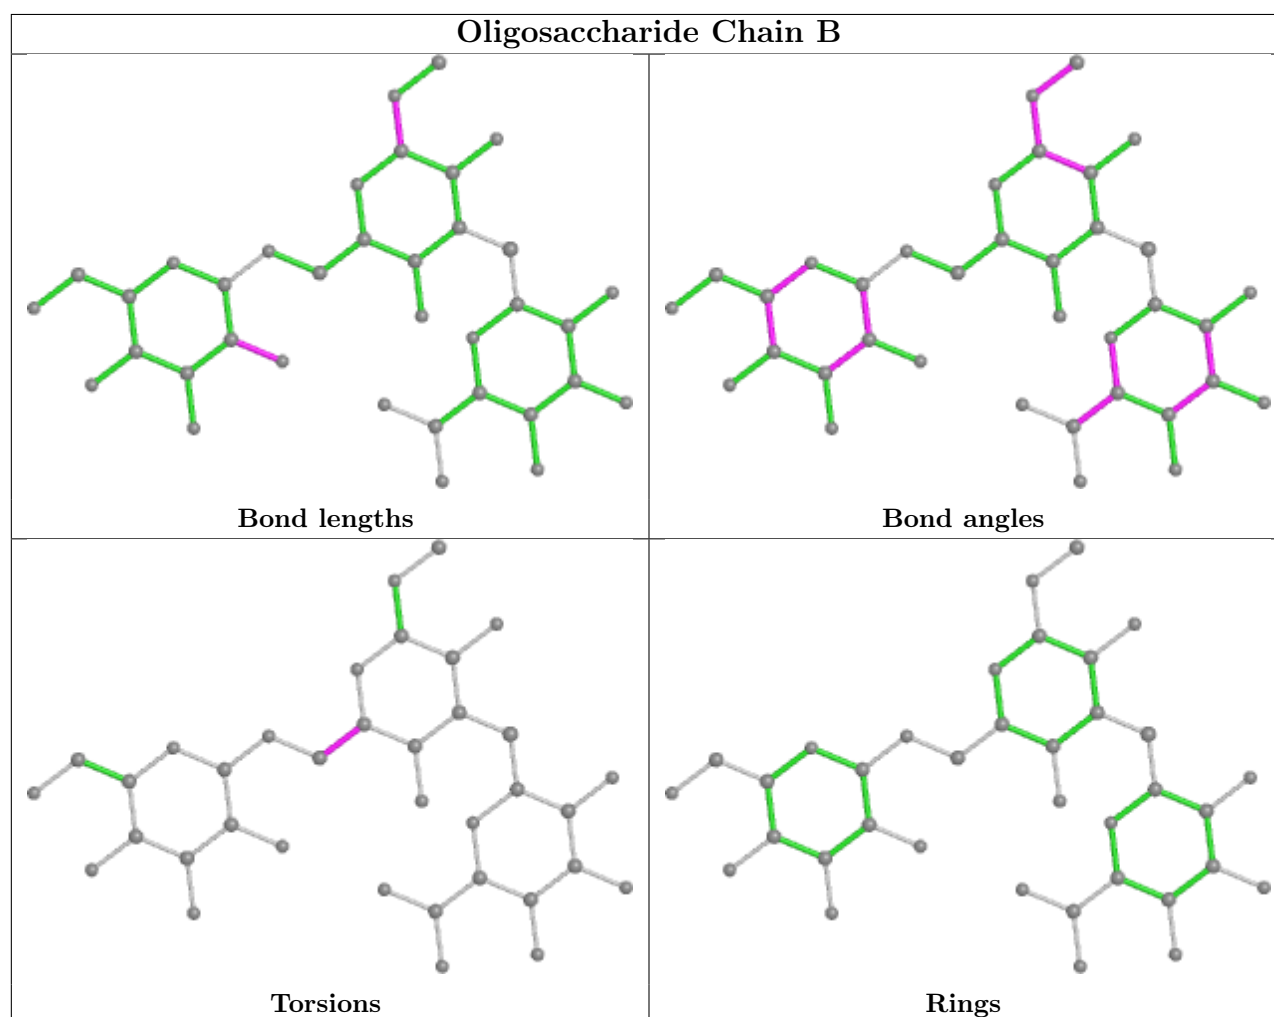 Oligosaccharide Chain B
Bond lengths
Bond angles
Torsions
Rings